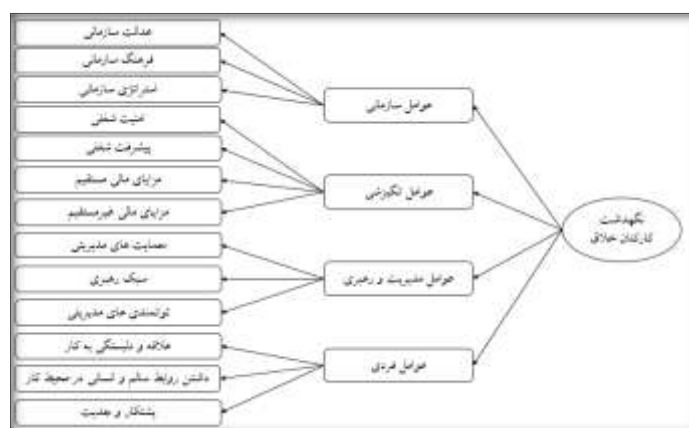 نگهداشت
کارکنان خلاق
عوامل سازمانی
عدالت سازمانی
فرهنگ سازمانی
استراتژی سازمانی
عوامل انگیزشی
امنیت شغلی
پیشرفت شغلی
مزایای مالی مستقیم
مزایای مالی غیرمستقیم
عوامل مدیریت و رهبری
حمایت های مدیریتی
سبک رهبری
توانمندی های مدیریتی
عوامل فردی
علاقه و دلبستگی به کار
داشتن روابط سالم و انسانی در محیط کار
پشتکار و جدیت